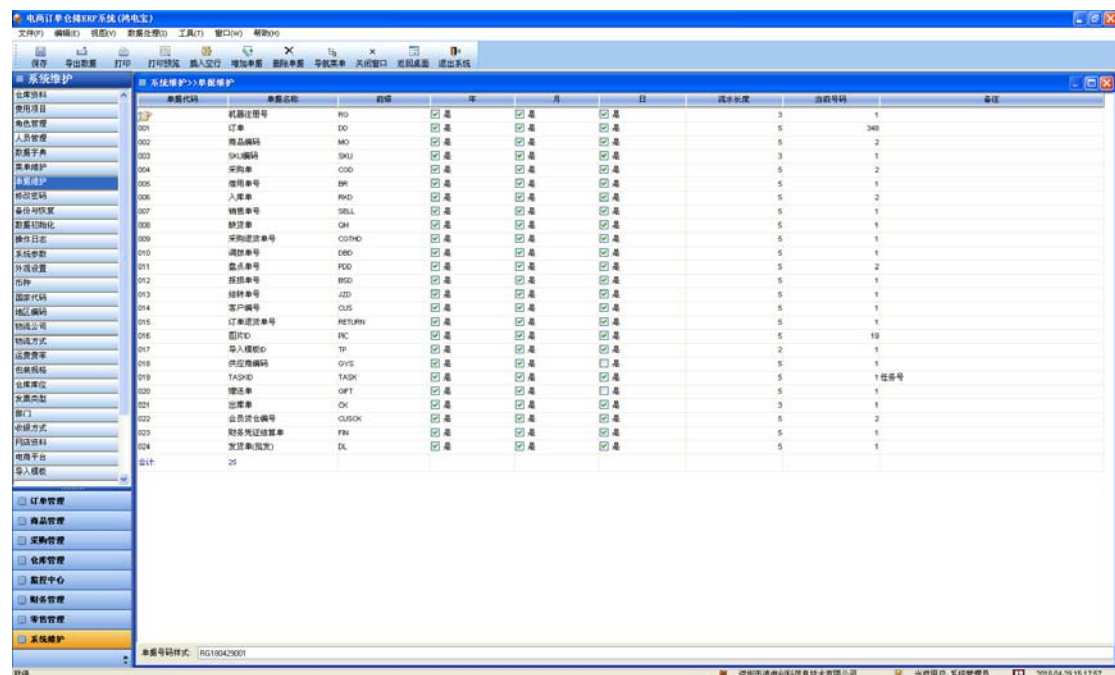 电商订单仓储ERP系统(鸿电宝)
文件(F) 编辑(E) 视图(V) 数据处理(D) 工具(T) 窗口(W) 帮助(H)
保存 导出数据 打印 打印预览 插入空行 增加单据 删除单据 导航菜单 关闭窗口 返回桌面 退出系统
系统维护
仓库资料
费用项目
角色管理
人员管理
数据字典
菜单维护
单据维护
修改密码
备份与恢复
数据初始化
操作日志
系统参数
外观设置
币种
国家代码
地区编码
物流公司
物流方式
运费费率
包装规格
仓库库位
发票类型
部门
收银方式
网店资料
电商平台
导入模板
订单管理
商品管理
采购管理
仓库管理
监控中心
财务管理
零售管理
系统维护
系统维护>>单据维护
单据代码 单据名称 前缀 年 月 日 流水长度 当前号码 备注
机器注册号 RG 是 是 是 3 1
001 订单 DD 是 是 是 5 348
002 商品编码 MO 是 是 是 5 2
003 SKU编码 SKU 是 是 是 3 1
004 采购单 COD 是 是 是 5 2
005 借用单号 BR 是 是 是 5 1
006 入库单 RKD 是 是 是 5 2
007 销售单号 SELL 是 是 是 5 1
008 缺货单 QH 是 是 是 5 1
009 采购退货单号 CGTHD 是 是 是 5 1
010 调拨单号 DBD 是 是 是 5 1
011 盘点单号 PDD 是 是 是 5 2
012 报损单号 BSD 是 是 是 5 1
013 结转单号 JZD 是 是 是 5 1
014 客户编号 CUS 是 是 是 5 1
015 订单退货单号 RETURN 是 是 是 5 1
016 图片ID PIC 是 是 是 5 19
017 导入模板ID TP 是 是 是 2 1
018 供应商编码 GYS 是 是 是 5 1
019 TASKID TASK 是 是 是 5 1 任务号
020 赠送单 GIFT 是 是 是 5 1
021 出库单 CK 是 是 是 3 1
022 会员货仓编号 CUSCK 是 是 是 5 2
023 财务凭证结算单 FIN 是 是 是 5 1
024 发货单(批发) DL 是 是 是 5 1
合计: 25
单据号码样式: RG180429001
当前用户:系统管理员 2018-04-29 15:17:57